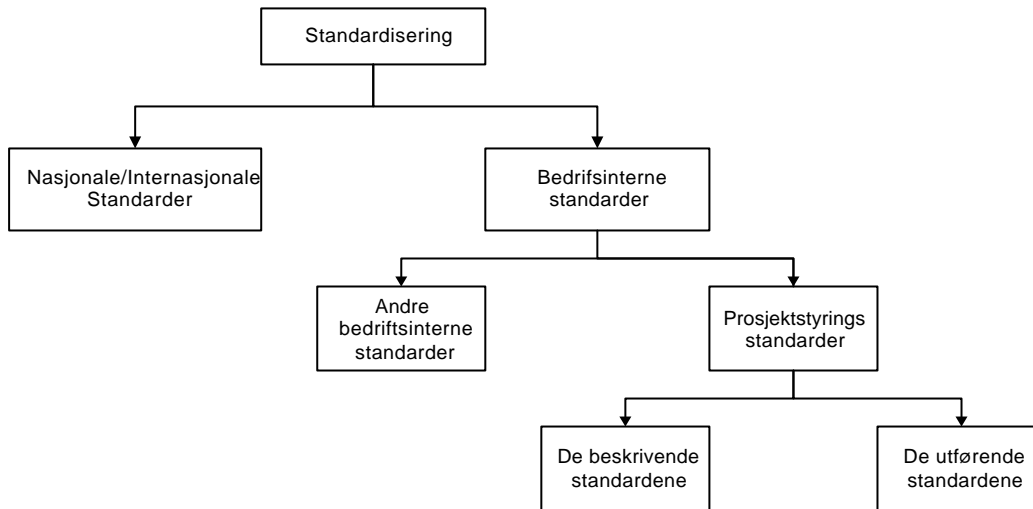 Standardisering
Nasjonale/Internasjonale
Standarder
Bedrifsinterne
standarder
Andre
bedriftsinterne
standarder
Prosjektstyrings
standarder
De beskrivende
standardene
De utførende
standardene